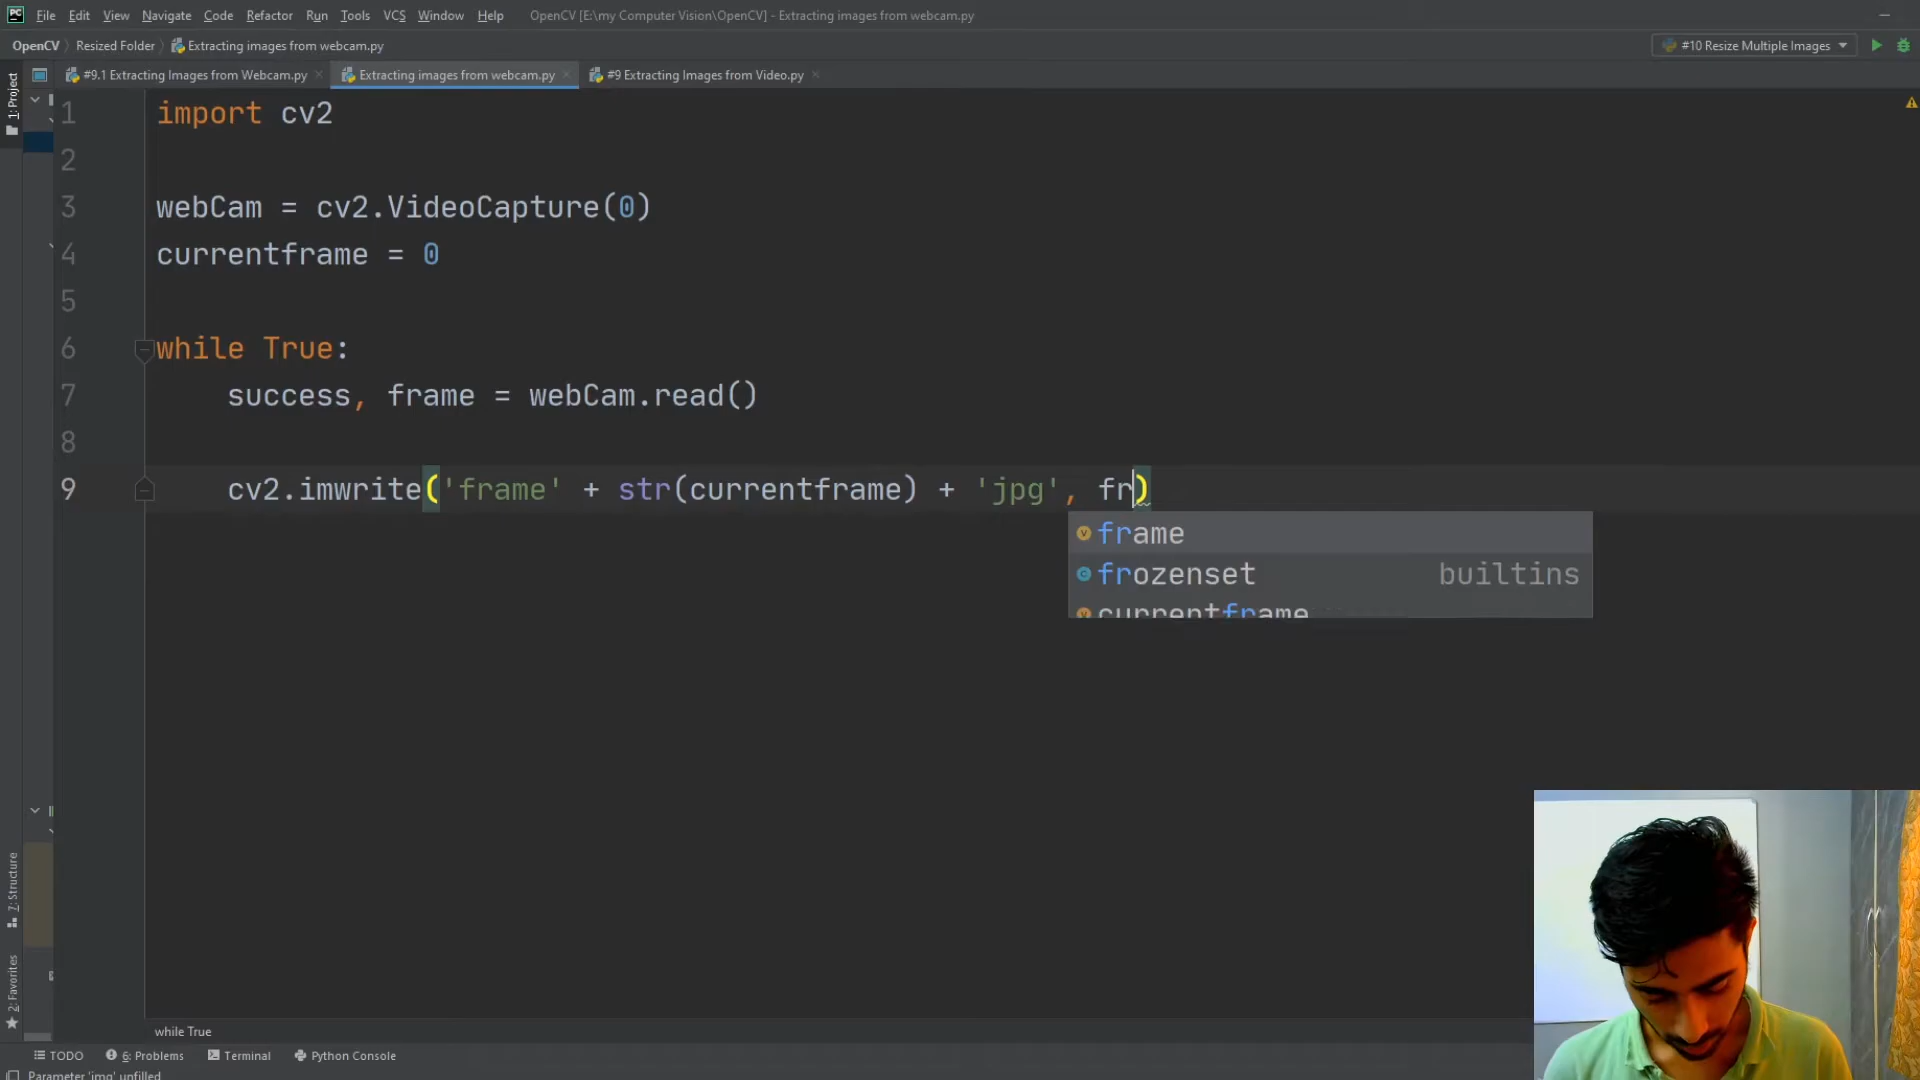 PC File Edit View Navigate Code Refactor Run Tools VCS Window Help OpenCV [E:\my Computer Vision\OpenCV] - Extracting images from webcam.py
OpenCV Resized Folder Extracting images from webcam.py #10 Resize Multiple Images
#9.1 Extracting Images from Webcam.py Extracting images from webcam.py #9 Extracting Images from Video.py
1: Project
1 import cv2
2
3 webCam = cv2.VideoCapture(0)
4 currentframe = 0
5
6 while True:
7 success, frame = webCam.read()
8
9 cv2.imwrite('frame' + str(currentframe) + 'jpg', fr)
frame
frozenset builtins
currentframe
7: Structure
2: Favorites
while True
TODO 6: Problems Terminal Python Console
Parameter 'img' unfilled